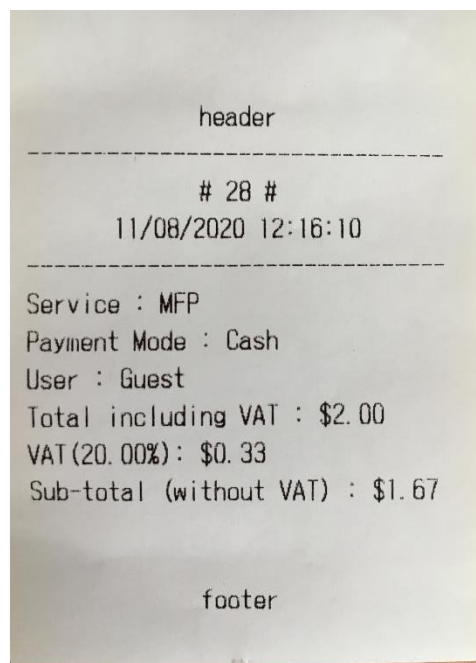 header
# 28 #
11/08/2020 12:16:10
Service : MFP
Payment Mode : Cash
User : Guest
Total including VAT : $2.00
VAT(20.00%): $0.33
Sub-total (without VAT) : $1.67
footer